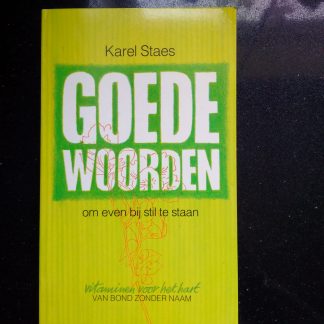 Karel Staes
GOEDE
WOORDEN
om even bij stil te staan
vitaminen voor het hart
VAN BOND ZONDER NAAM